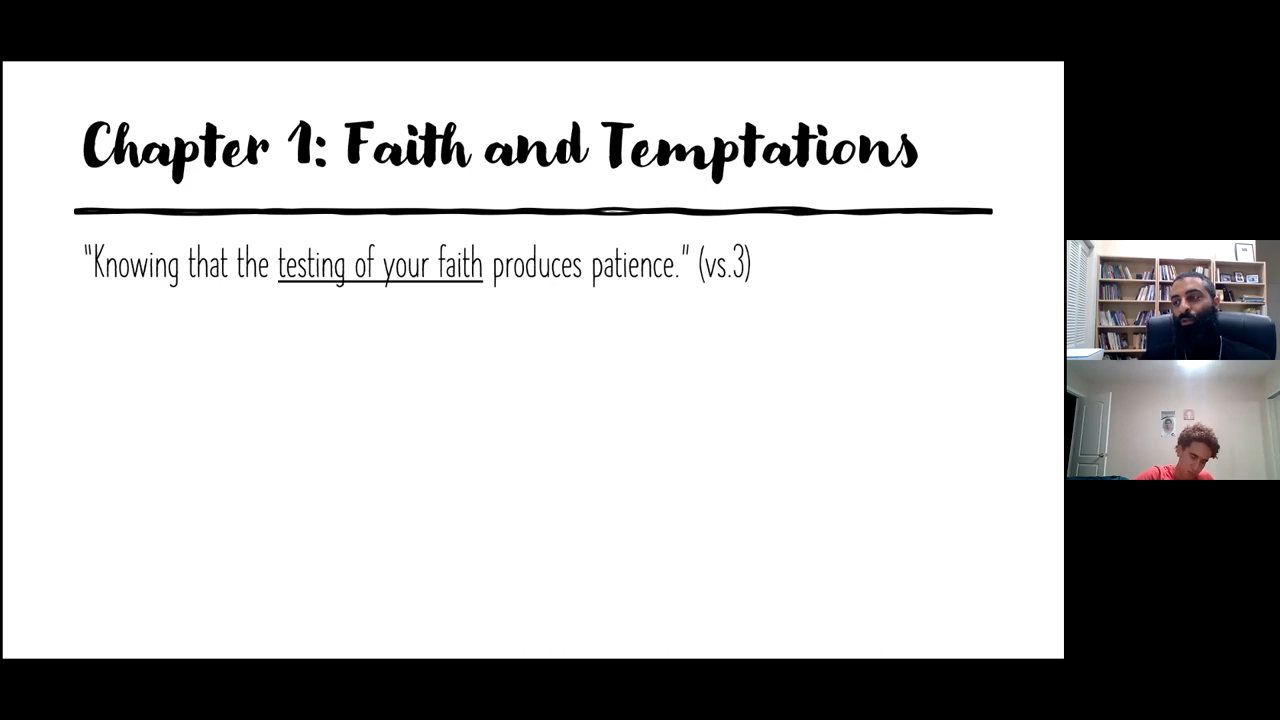 Chapter 1: Faith and Temptations
"Knowing that the testing of your faith produces patience." (vs.3)